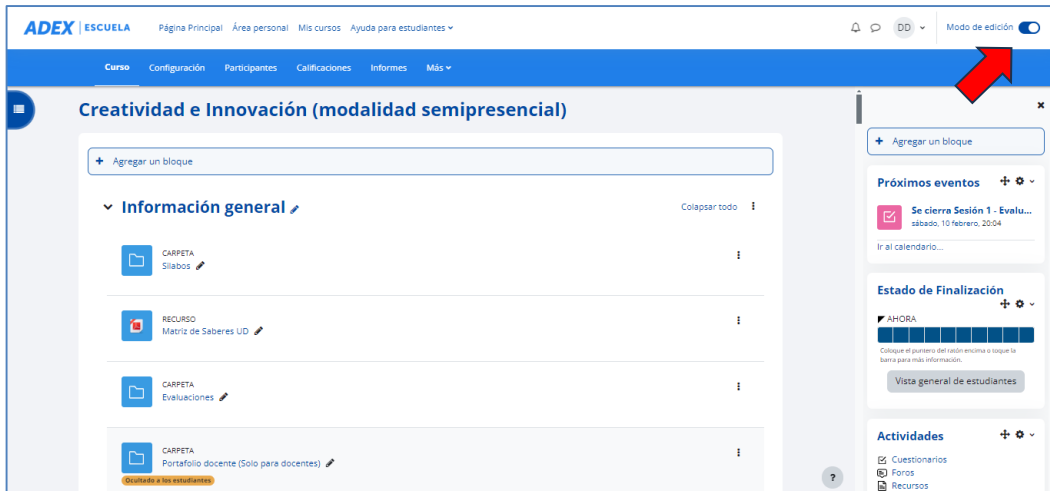 ADEX | ESCUELA
Página Principal Área personal Mis cursos Ayuda para estudiantes
DD
Modo de edición
Curso Configuración Participantes Calificaciones Informes Más
Creatividad e Innovación (modalidad semipresencial)
+ Agregar un bloque
Información general
Colapsar todo
CARPETA
Silabos
RECURSO
Matriz de Saberes UD
CARPETA
Evaluaciones
CARPETA
Portafolio docente (Solo para docentes)
Ocultado a los estudiantes
+ Agregar un bloque
Próximos eventos
Se cierra Sesión 1 - Evalu...
sábado, 10 febrero, 20:04
Ir al calendario...
Estado de Finalización
AHORA
Coloque el puntero del ratón encima o toque la
barra para más información.
Vista general de estudiantes
Actividades
Cuestionarios
Foros
Recursos
?